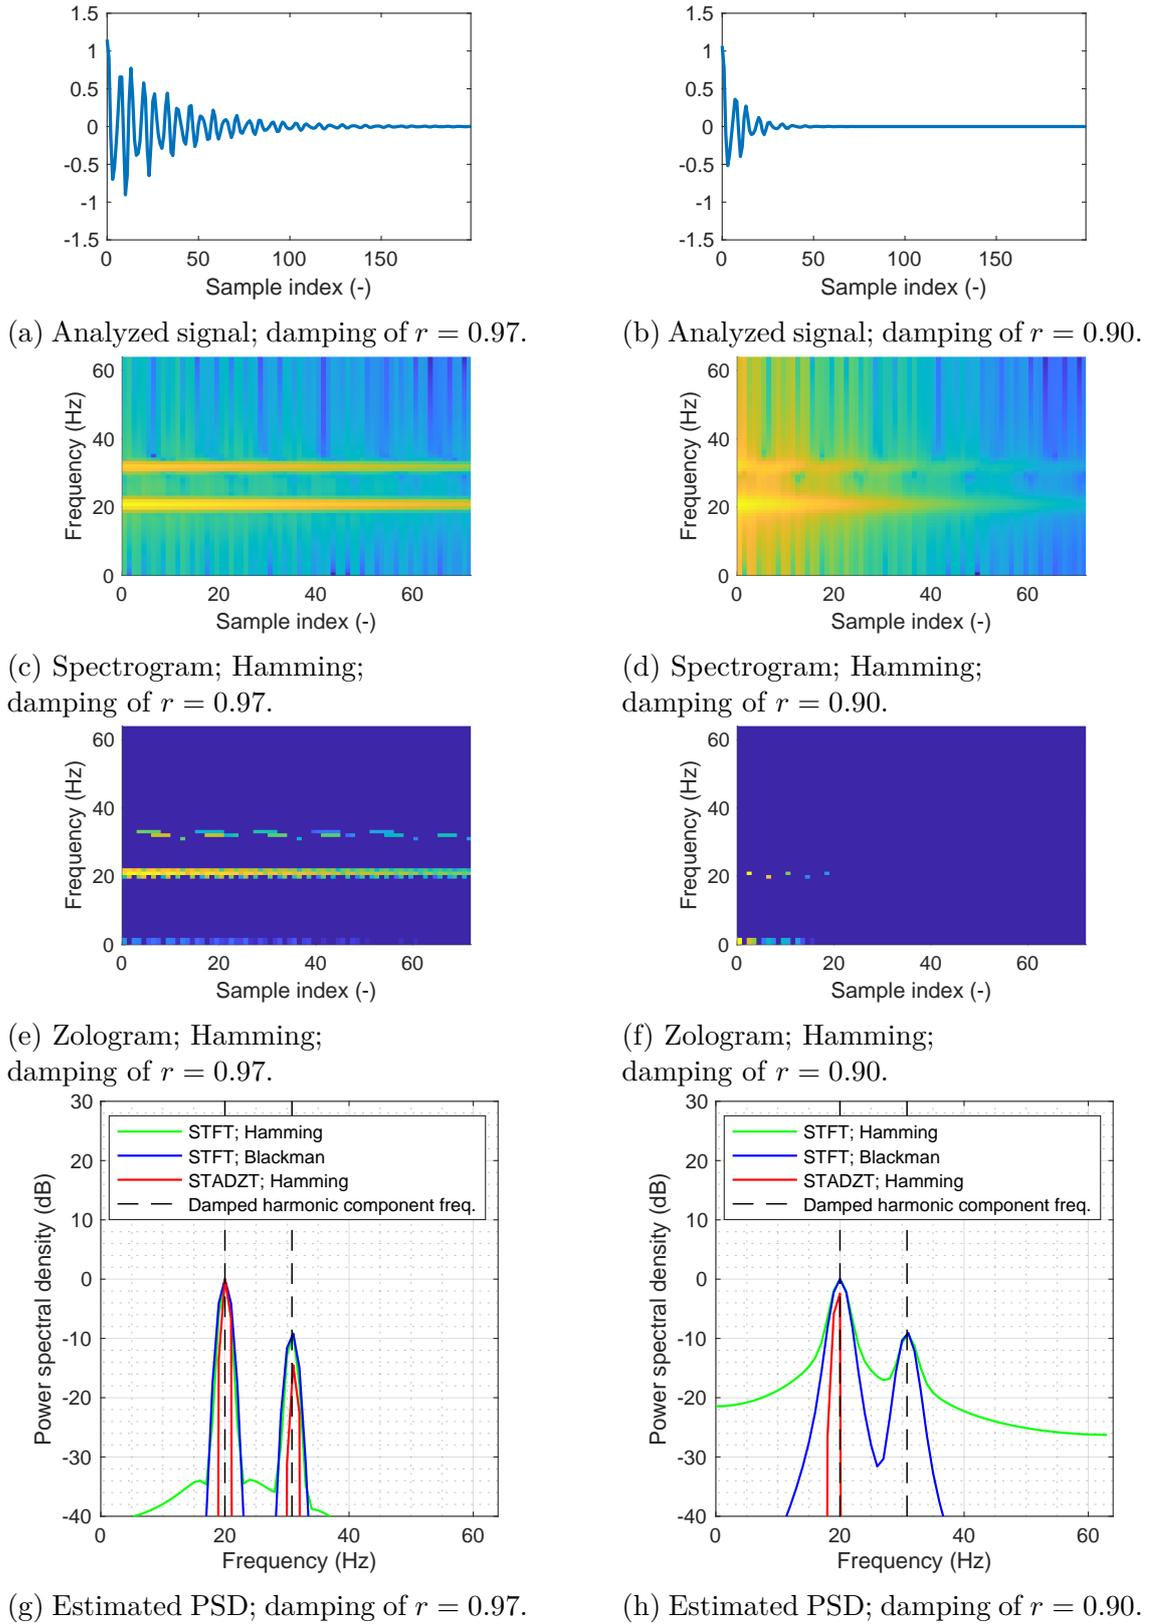 1.5
1
0.5
0
-0.5
-1
-1.5
0 50 100 150
Sample index (-)
1.5
1
0.5
0
-0.5
-1
-1.5
0 50 100 150
Sample index (-)
(a) Analyzed signal; damping of r = 0.97.
(b) Analyzed signal; damping of r = 0.90.
Frequency (Hz)
60
40
20
0
0 20 40 60
Sample index (-)
Frequency (Hz)
60
40
20
0
0 20 40 60
Sample index (-)
(c) Spectrogram; Hamming;
damping of r = 0.97.
(d) Spectrogram; Hamming;
damping of r = 0.90.
Frequency (Hz)
60
40
20
0
0 20 40 60
Sample index (-)
Frequency (Hz)
60
40
20
0
0 20 40 60
Sample index (-)
(e) Zologram; Hamming;
damping of r = 0.97.
(f) Zologram; Hamming;
damping of r = 0.90.
Power spectral density (dB)
30
20
10
0
-10
-20
-30
-40
STFT; Hamming
STFT; Blackman
STADZT; Hamming
Damped harmonic component freq.
0 20 40 60
Frequency (Hz)
Power spectral density (dB)
30
20
10
0
-10
-20
-30
-40
STFT; Hamming
STFT; Blackman
STADZT; Hamming
Damped harmonic component freq.
0 20 40 60
Frequency (Hz)
(g) Estimated PSD; damping of r = 0.97.
(h) Estimated PSD; damping of r = 0.90.